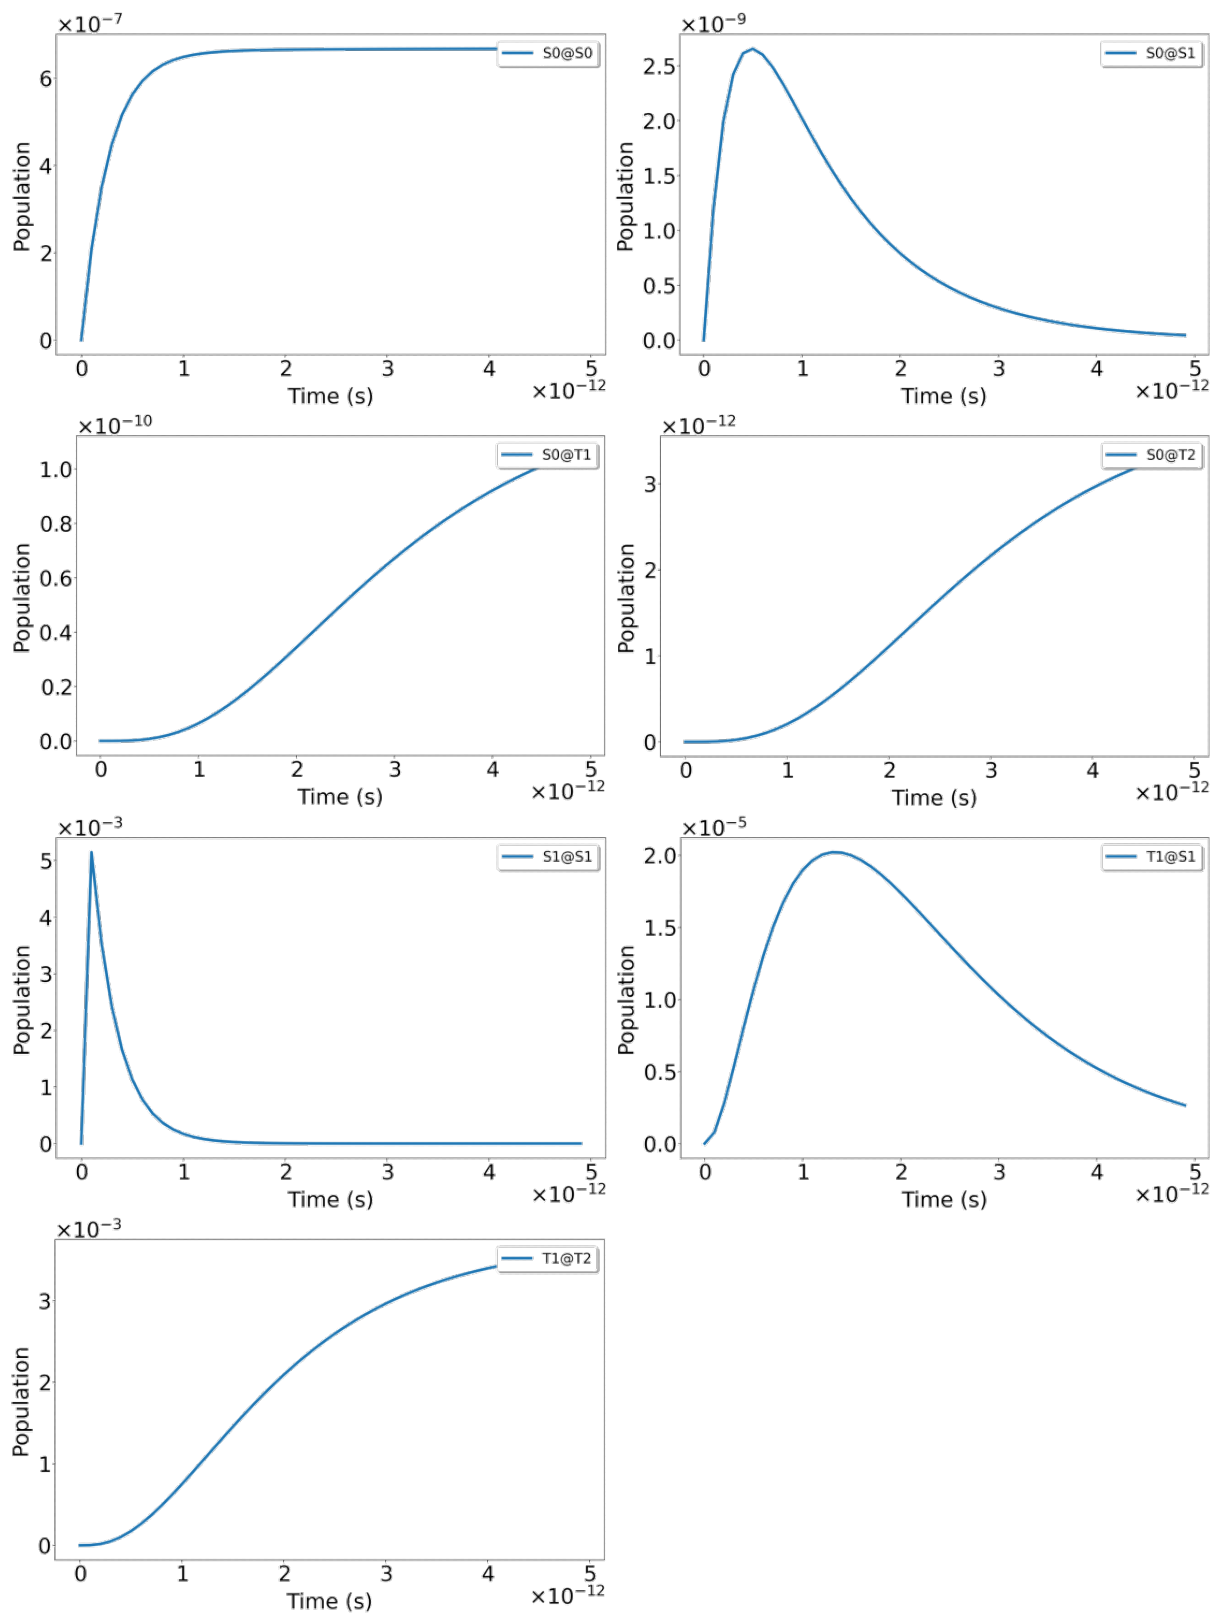 ×10⁻⁷
S0@S0
Population
6
4
2
0
0 1 2 3 4 5
Time (s)
×10⁻¹²
×10⁻⁹
S0@S1
Population
2.5
2.0
1.5
1.0
0.5
0.0
0 1 2 3 4 5
Time (s)
×10⁻¹²
×10⁻¹⁰
S0@T1
Population
1.0
0.8
0.6
0.4
0.2
0.0
0 1 2 3 4 5
Time (s)
×10⁻¹²
×10⁻¹²
S0@T2
Population
3
2
1
0
0 1 2 3 4 5
Time (s)
×10⁻¹²
×10⁻³
S1@S1
Population
5
4
3
2
1
0
0 1 2 3 4 5
Time (s)
×10⁻¹²
×10⁻⁵
T1@S1
Population
2.0
1.5
1.0
0.5
0.0
0 1 2 3 4 5
Time (s)
×10⁻¹²
×10⁻³
T1@T2
Population
3
2
1
0
0 1 2 3 4 5
Time (s)
×10⁻¹²